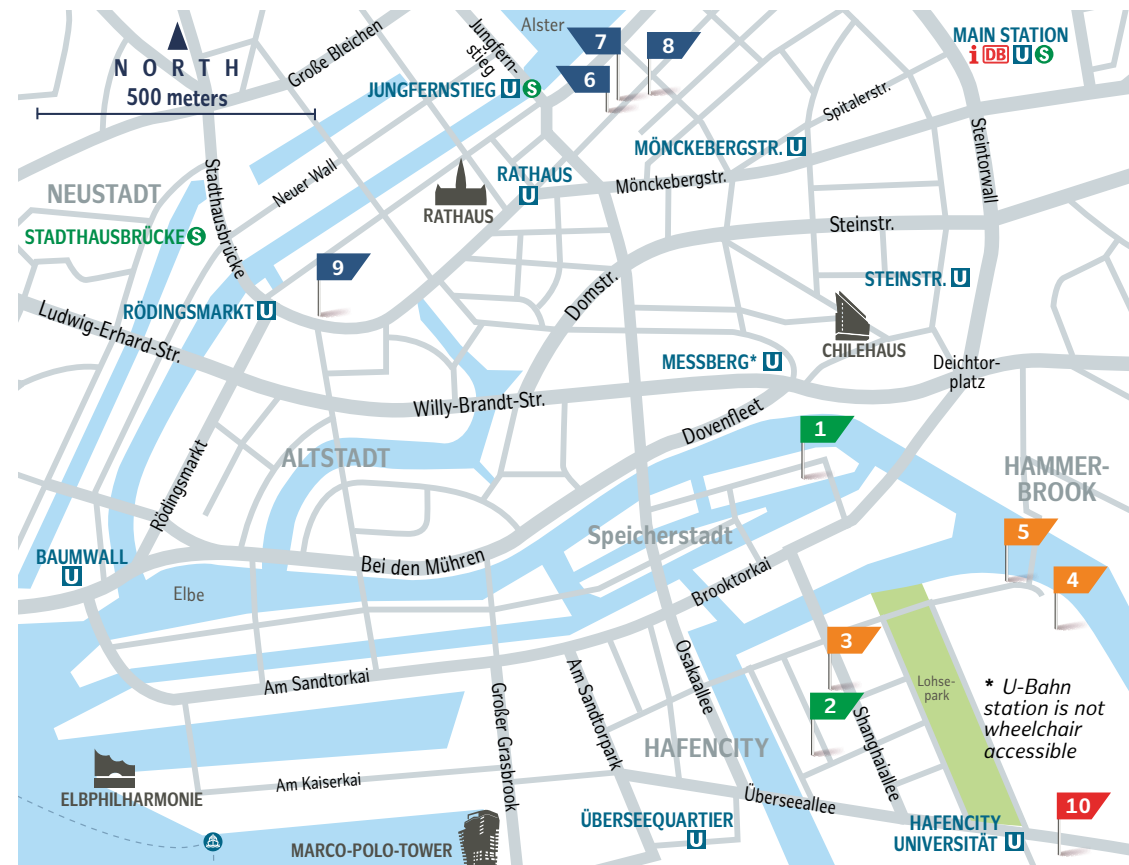 Alster
7
8
6
MAIN STATION
i DB U S
NORTH
500 meters
Große Bleichen
Jungfern-
stieg
JUNGFERNSTIEG U S
Spitalerstr.
Steintorwall
MÖNCKEBERGSTR. U
Mönckebergstr.
RATHAUS
U
RATHAUS
Neuer Wall
Stadthausbrücke
NEUSTADT
STADTHAUSBRÜCKE S
Steinstr.
STEINSTR. U
9
RÖDINGSMARKT U
Domstr.
Ludwig-Erhard-Str.
CHILEHAUS
MESSBERG* U
Deichtor-
platz
Willy-Brandt-Str.
Dovenfleet
1
ALTSTADT
Rödingsmarkt
HAMMER-
BROOK
Speicherstadt
5
BAUMWALL
U
Bei den Mühren
Brooktorkai
4
Elbe
3
Osakaallee
Am Sandtorkai
Am Sandtorpark
Großer Grasbrook
Lohse-
park
* U-Bahn
station is not
wheelchair
accessible
2
Shanghaiallee
HAFENCITY
Am Kaiserkai
ELBPHILHARMONIE
Überseeallee
10
ÜBERSEEQUARTIER
U
HAFENCITY
UNIVERSITÄT U
MARCO-POLO-TOWER